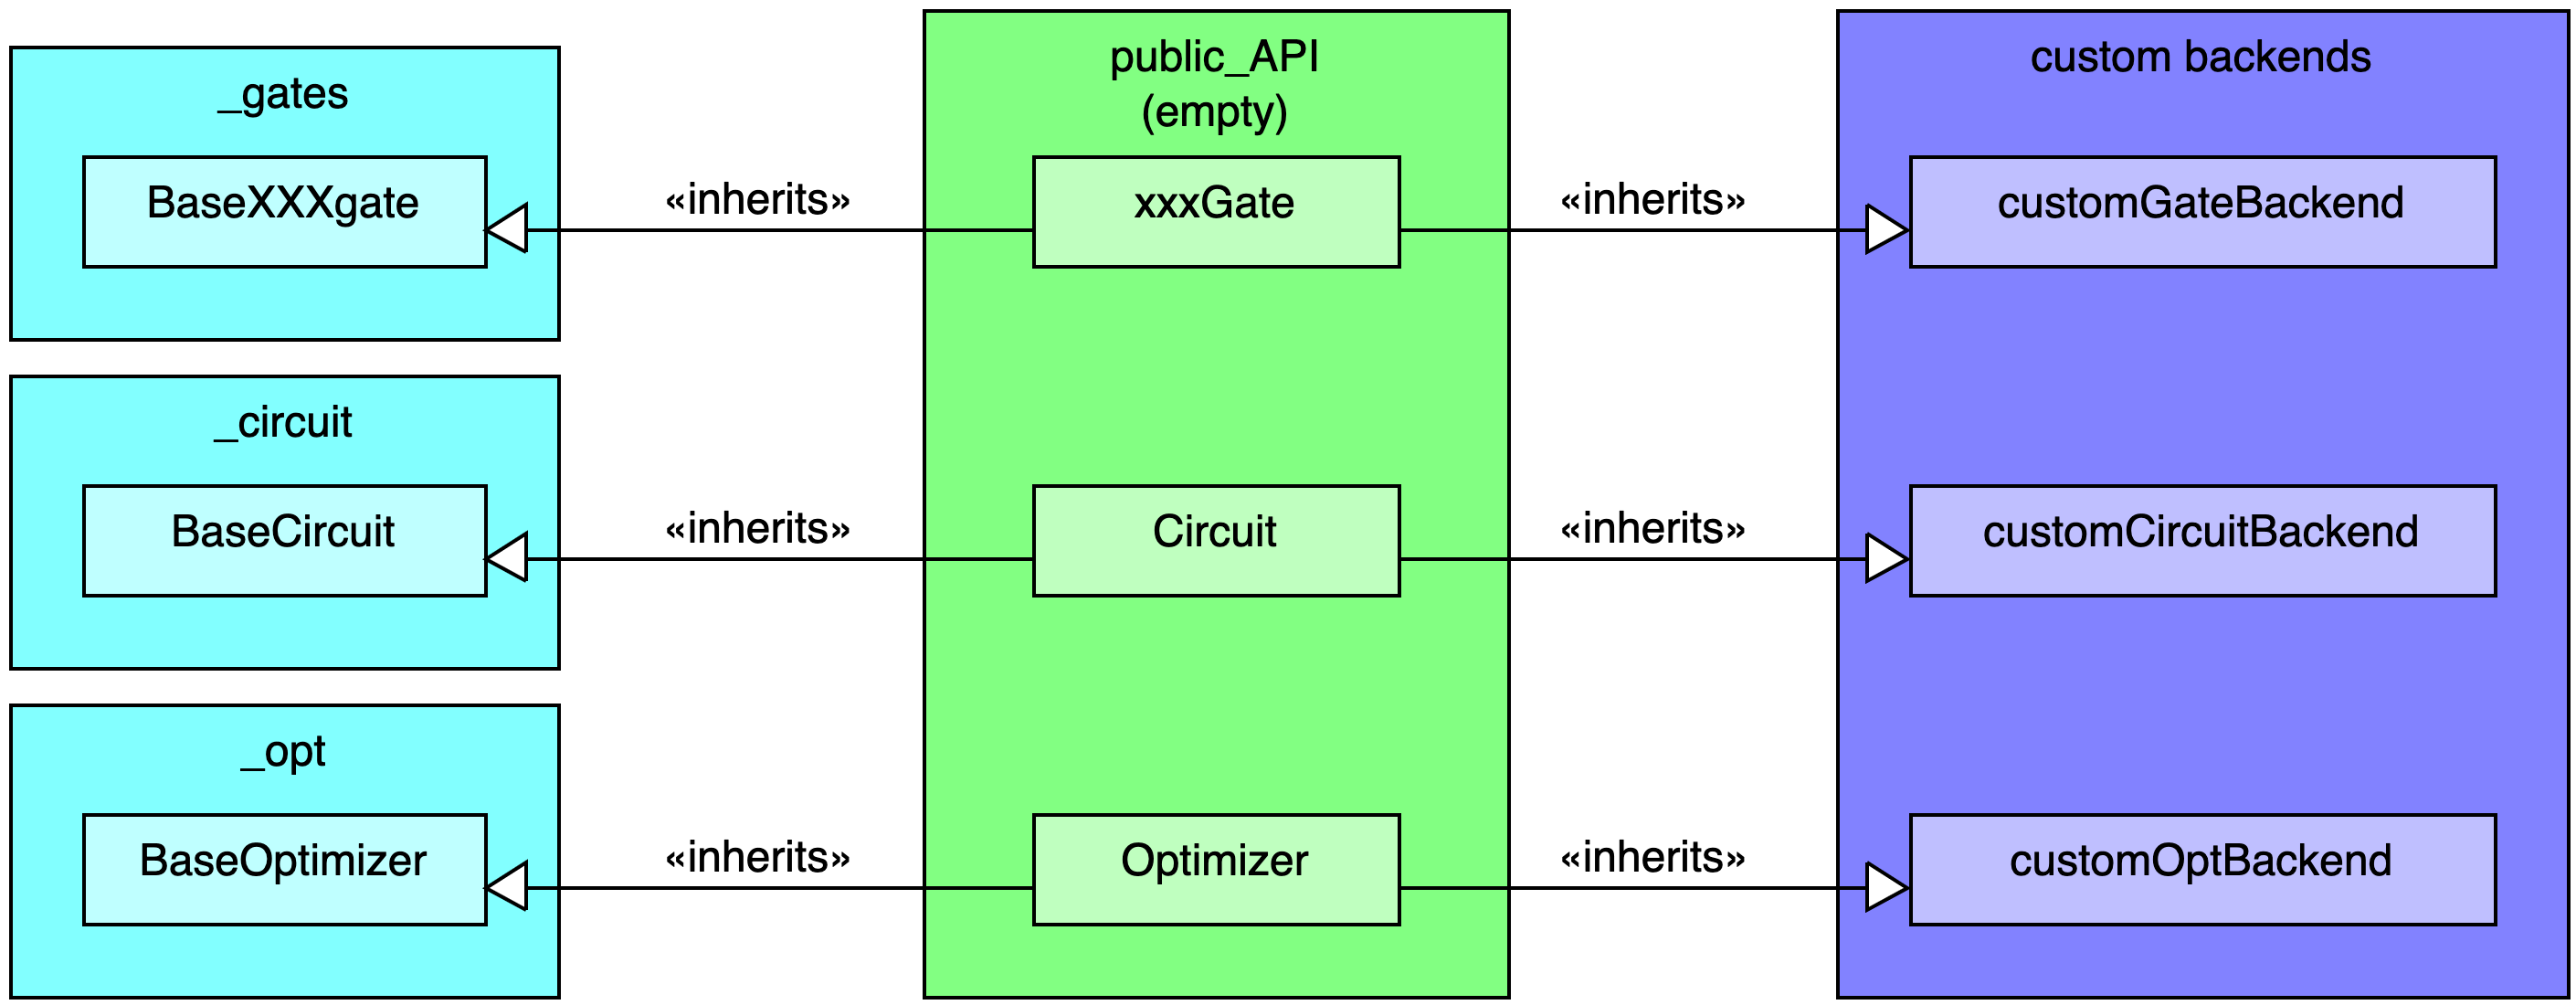 _gates
BaseXXXgate
«inherits»
public_API
(empty)
xxxGate
«inherits»
custom backends
customGateBackend
_circuit
BaseCircuit
«inherits»
Circuit
«inherits»
customCircuitBackend
_opt
BaseOptimizer
«inherits»
Optimizer
«inherits»
customOptBackend